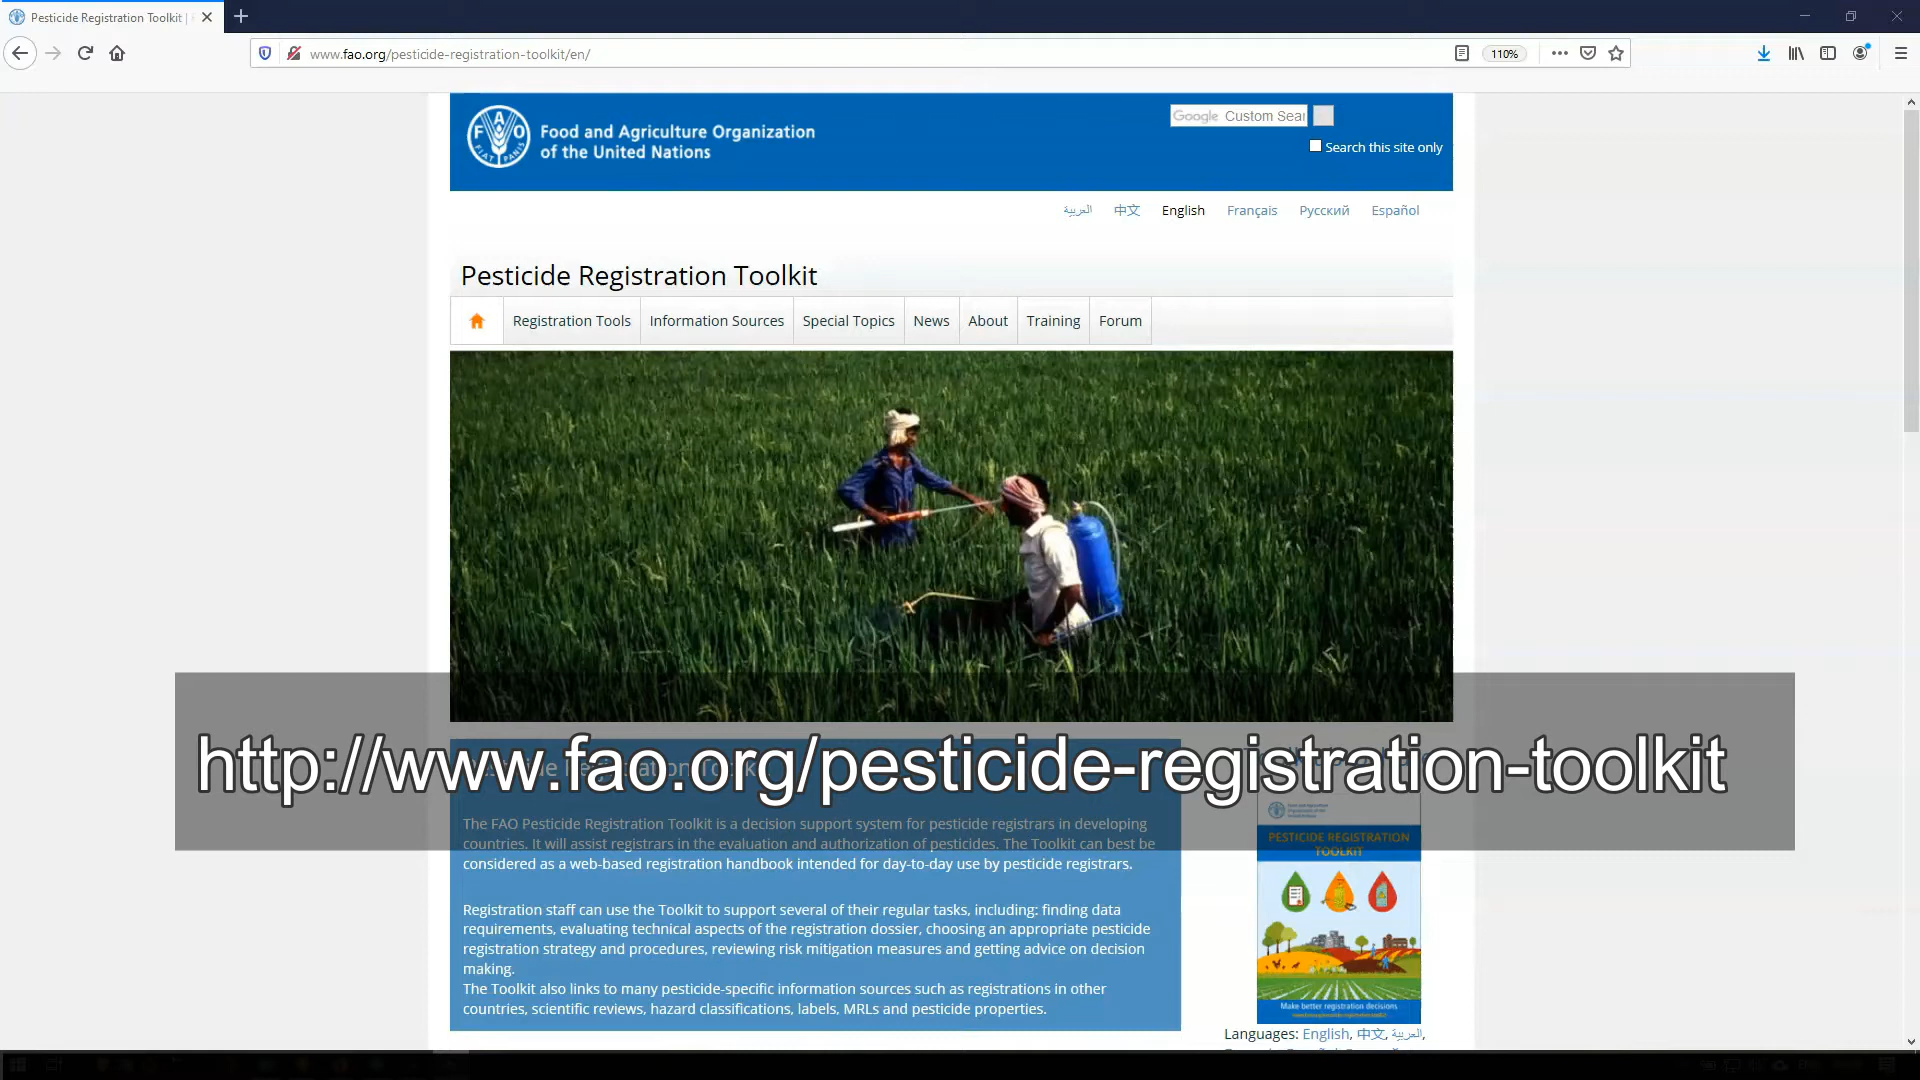 Pesticide Registration Toolkit |
www.fao.org/pesticide-registration-toolkit/en/
110%
FAO
FIAT PANIS
Food and Agriculture Organization
of the United Nations
Google Custom Sear
Search this site only
العربية 中文 English Français Русский Español
Pesticide Registration Toolkit
Registration Tools Information Sources Special Topics News About Training Forum
http://www.fao.org/pesticide-registration-toolkit
Pesticide Registration Toolkit
The FAO Pesticide Registration Toolkit is a decision support system for pesticide registrars in developing
countries. It will assist registrars in the evaluation and authorization of pesticides. The Toolkit can best be
considered as a web-based registration handbook intended for day-to-day use by pesticide registrars.
Registration staff can use the Toolkit to support several of their regular tasks, including: finding data
requirements, evaluating technical aspects of the registration dossier, choosing an appropriate pesticide
registration strategy and procedures, reviewing risk mitigation measures and getting advice on decision
making.
The Toolkit also links to many pesticide-specific information sources such as registrations in other
countries, scientific reviews, hazard classifications, labels, MRLs and pesticide properties.
PESTICIDE REGISTRATION
TOOLKIT
Make better registration decisions
Languages: English, 中文, العربية,